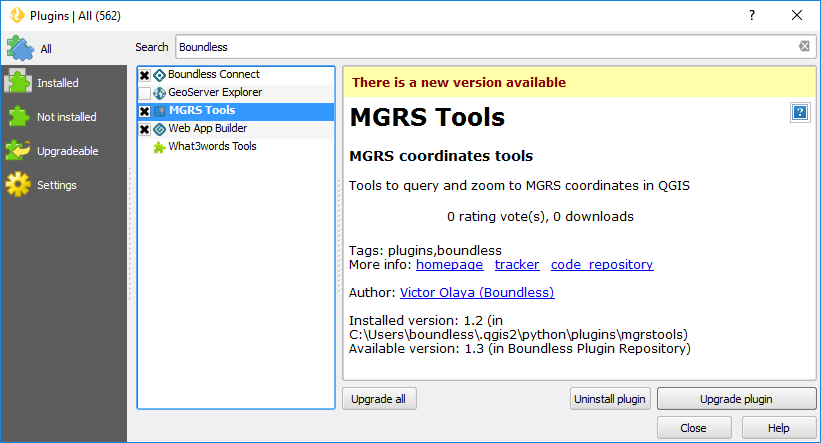 Plugins | All (562)
?
All
Installed
Not installed
Upgradeable
Settings
Search
Boundless
Boundless Connect
GeoServer Explorer
MGRS Tools
Web App Builder
What3words Tools
There is a new version available
MGRS Tools
?
MGRS coordinates tools
Tools to query and zoom to MGRS coordinates in QGIS
0 rating vote(s), 0 downloads
Tags: plugins,boundless
More info: homepage tracker code_repository
Author: Victor Olaya (Boundless)
Installed version: 1.2 (in
C:\Users\boundless\.qgis2\python\plugins\mgrstools)
Available version: 1.3 (in Boundless Plugin Repository)
Upgrade all
Uninstall plugin
Upgrade plugin
Close
Help